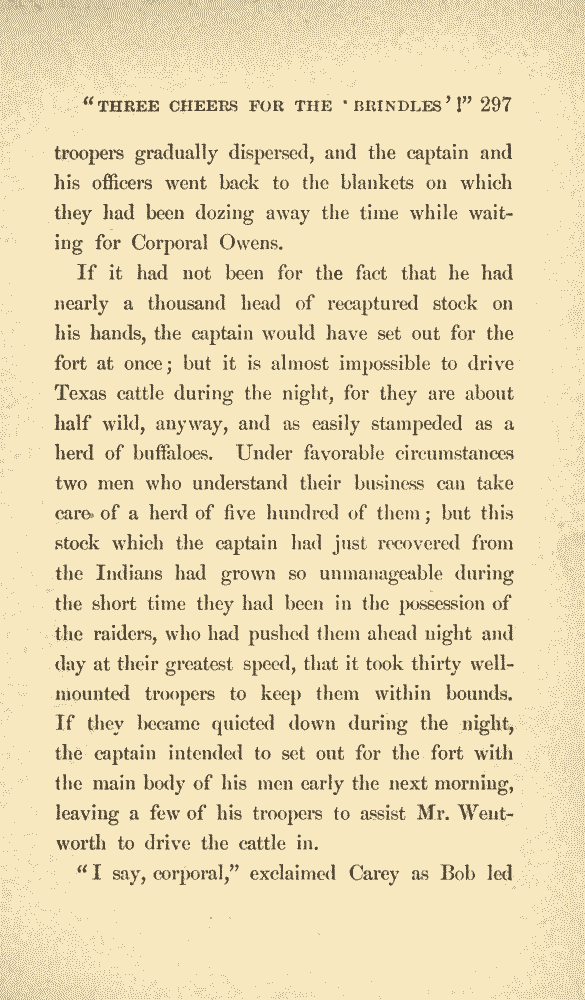 “THREE CHEERS FOR THE ‘BRINDLES’!” 297
troopers gradually dispersed, and the captain and
his officers went back to the blankets on which
they had been dozing away the time while wait-
ing for Corporal Owens.
If it had not been for the fact that he had
nearly a thousand head of recaptured stock on
his hands, the captain would have set out for the
fort at once; but it is almost impossible to drive
Texas cattle during the night, for they are about
half wild, anyway, and as easily stampeded as a
herd of buffaloes. Under favorable circumstances
two men who understand their business can take
care of a herd of five hundred of them; but this
stock which the captain had just recovered from
the Indians had grown so unmanageable during
the short time they had been in the possession of
the raiders, who had pushed them ahead night and
day at their greatest speed, that it took thirty well-
mounted troopers to keep them within bounds.
If they became quieted down during the night,
the captain intended to set out for the fort with
the main body of his men early the next morning,
leaving a few of his troopers to assist Mr. Went-
worth to drive the cattle in.
“I say, corporal,” exclaimed Carey as Bob led